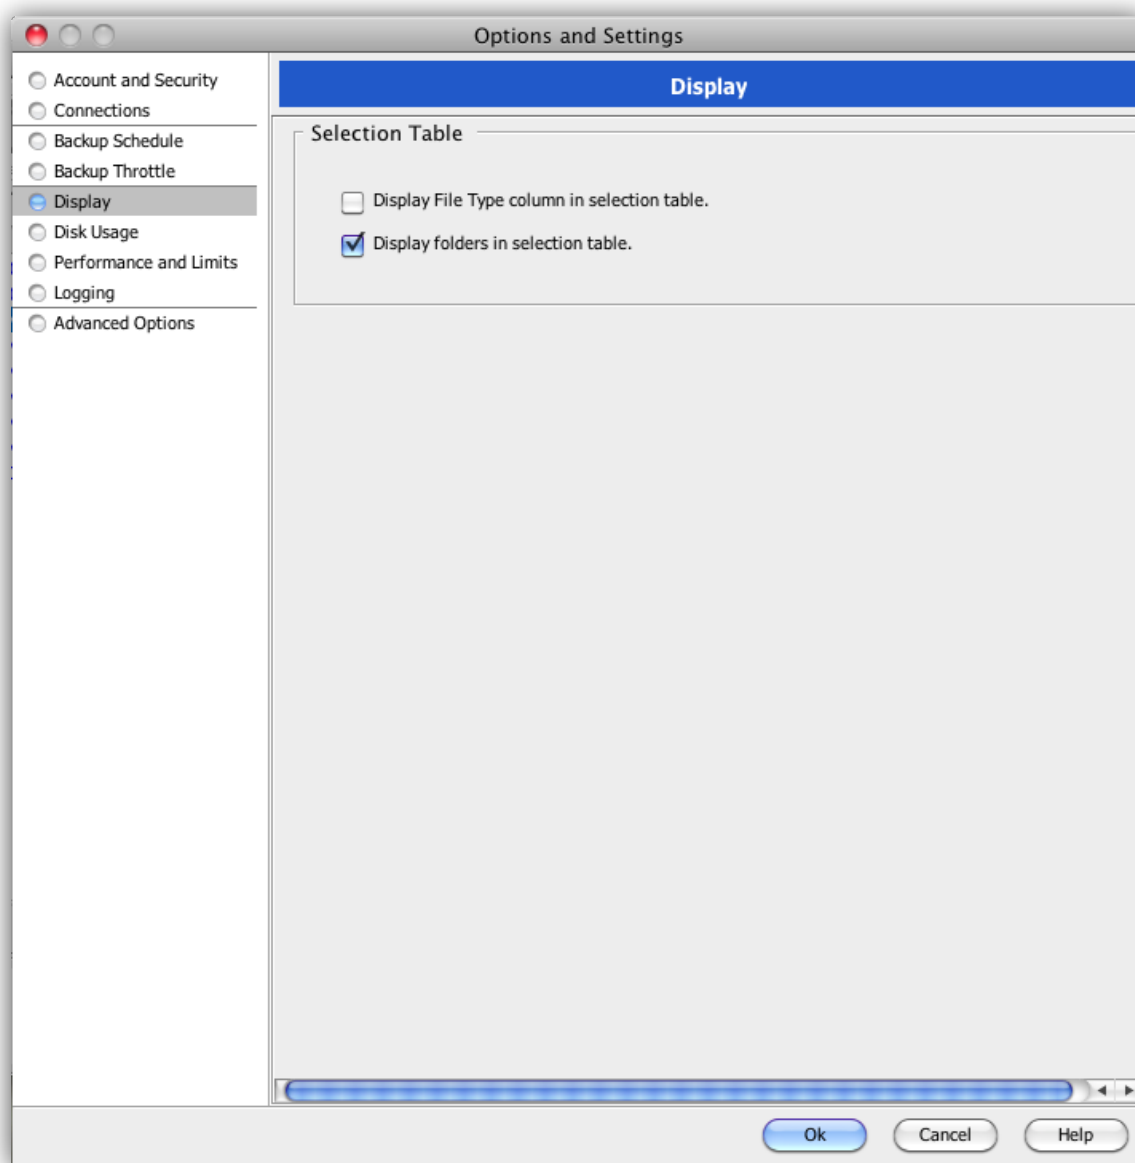 Options and Settings
Account and Security
Connections
Backup Schedule
Backup Throttle
Display
Disk Usage
Performance and Limits
Logging
Advanced Options
Display
Selection Table
Display File Type column in selection table.
Display folders in selection table.
Ok
Cancel
Help